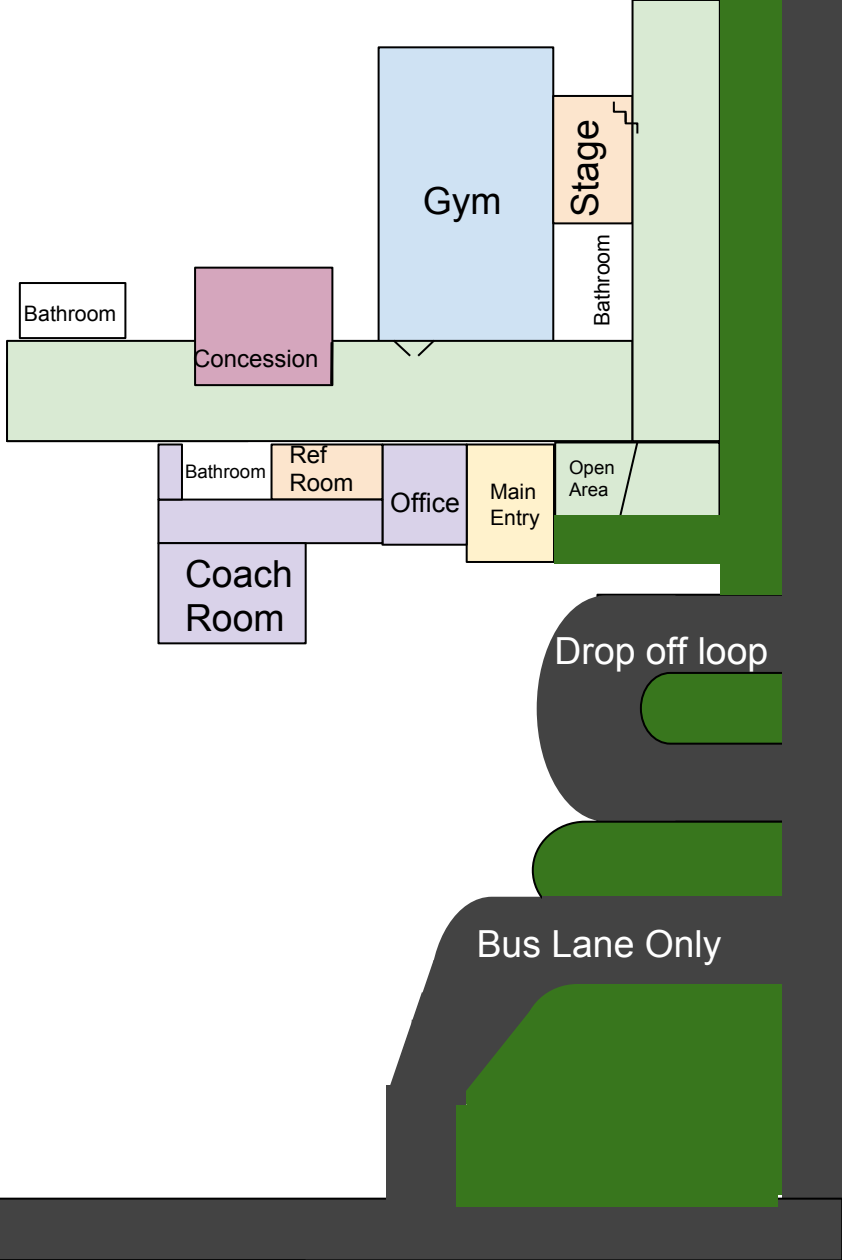 Stage
Gym
Bathroom
Bathroom
Concession
Ref
Room
Bathroom
Open
Area
Office
Main
Entry
Coach
Room
Drop off loop
Bus Lane Only